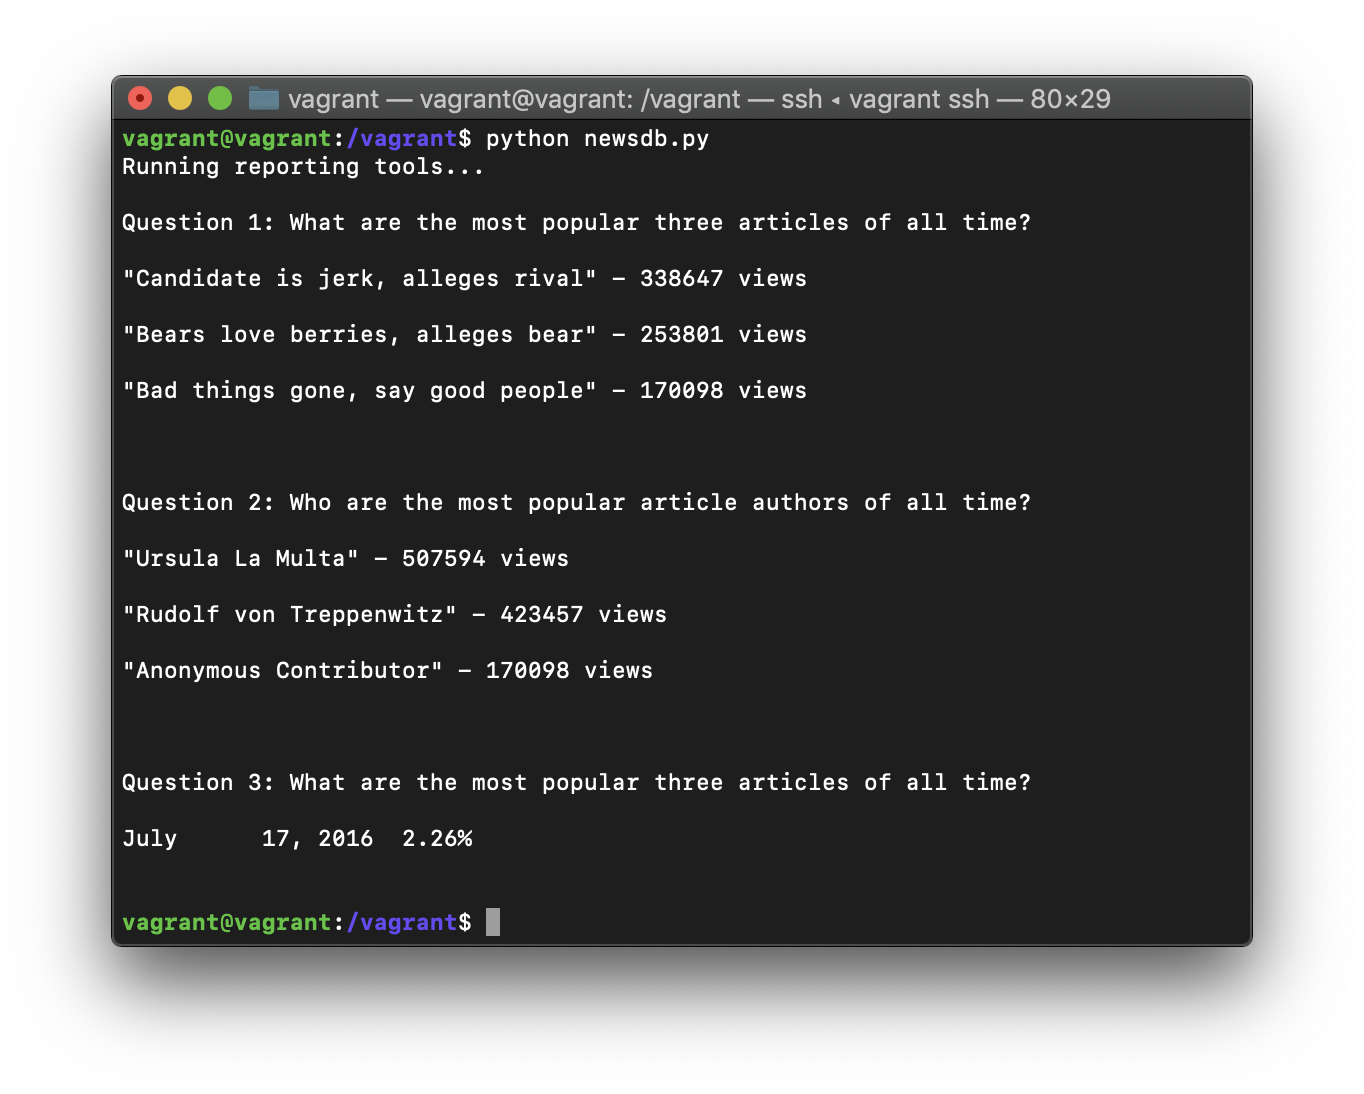 vagrant — vagrant@vagrant: /vagrant — ssh ◂ vagrant ssh — 80×29
vagrant@vagrant:/vagrant$ python newsdb.py
Running reporting tools...
Question 1: What are the most popular three articles of all time?
"Candidate is jerk, alleges rival" — 338647 views
"Bears love berries, alleges bear" — 253801 views
"Bad things gone, say good people" — 170098 views
Question 2: Who are the most popular article authors of all time?
"Ursula La Multa" — 507594 views
"Rudolf von Treppenwitz" — 423457 views
"Anonymous Contributor" — 170098 views
Question 3: What are the most popular three articles of all time?
July      17, 2016  2.26%
vagrant@vagrant:/vagrant$